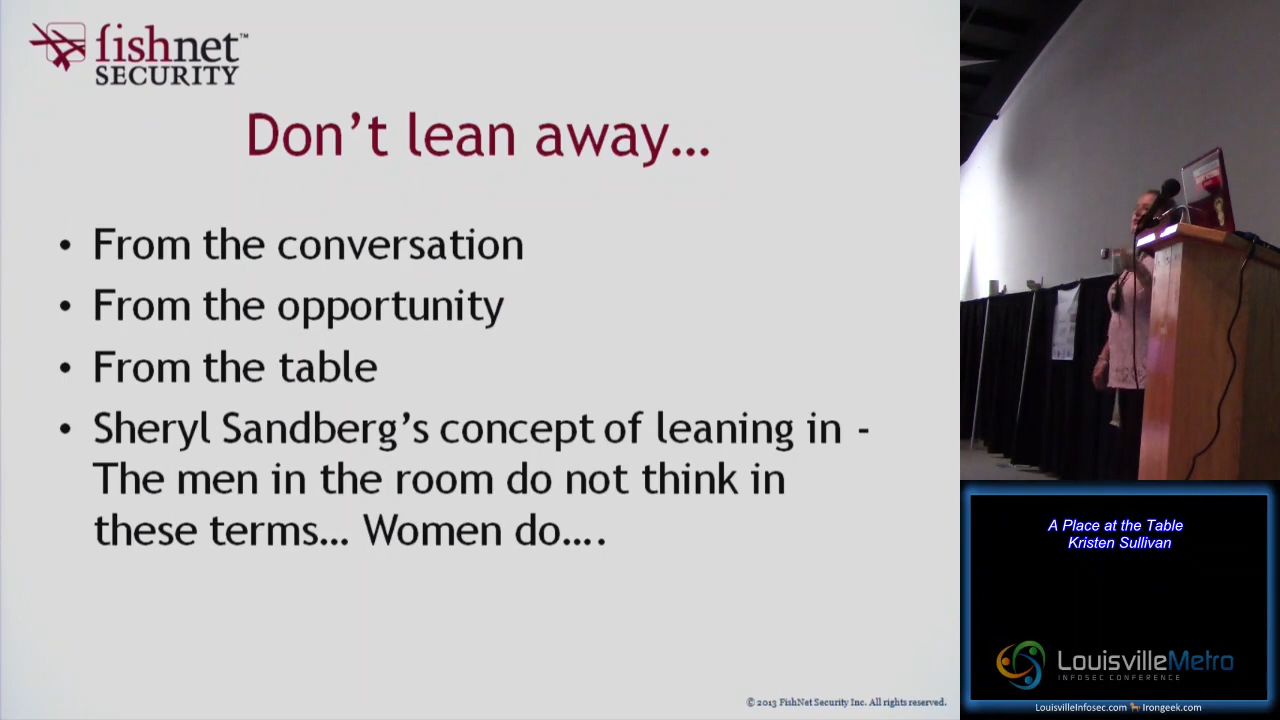 fishnet™
SECURITY
Don't lean away…
• From the conversation
• From the opportunity
• From the table
• Sheryl Sandberg's concept of leaning in -
The men in the room do not think in
these terms… Women do….
© 2013 FishNet Security Inc. All rights reserved.
A Place at the Table
Kristen Sullivan
LouisvilleMetro
INFOSEC CONFERENCE
LouisvilleInfosec.com Irongeek.com